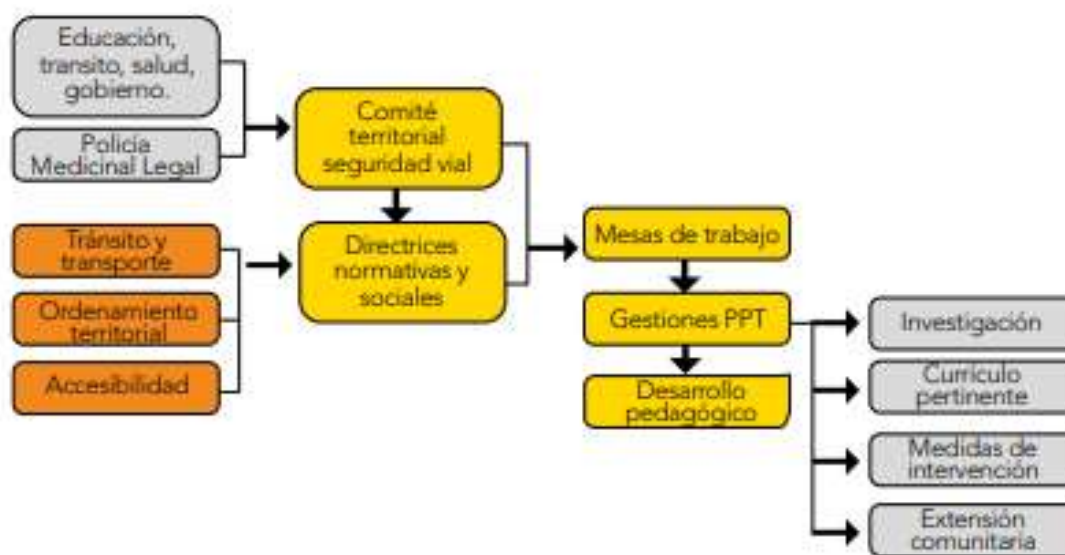 Educación,
transito, salud,
gobierno.
Policía
Medicinal Legal
Comité
territorial
seguridad vial
Tránsito y
transporte
Ordenamiento
territorial
Accesibilidad
Directrices
normativas y
sociales
Mesas de trabajo
Gestiones PPT
Desarrollo
pedagógico
Investigación
Currículo
pertinente
Medidas de
intervención
Extensión
comunitaria